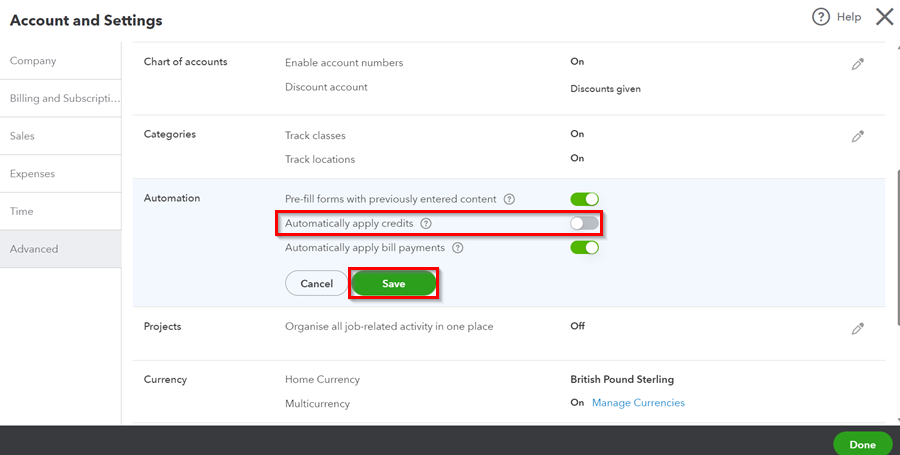 Account and Settings
? Help
Company
Billing and Subscripti...
Sales
Expenses
Time
Advanced
Chart of accounts
Enable account numbers On
Discount account Discounts given
Categories
Track classes On
Track locations On
Automation
Pre-fill forms with previously entered content ?
Automatically apply credits ?
Automatically apply bill payments ?
Cancel Save
Projects
Organise all job-related activity in one place Off
Currency
Home Currency British Pound Sterling
Multicurrency On Manage Currencies
Done